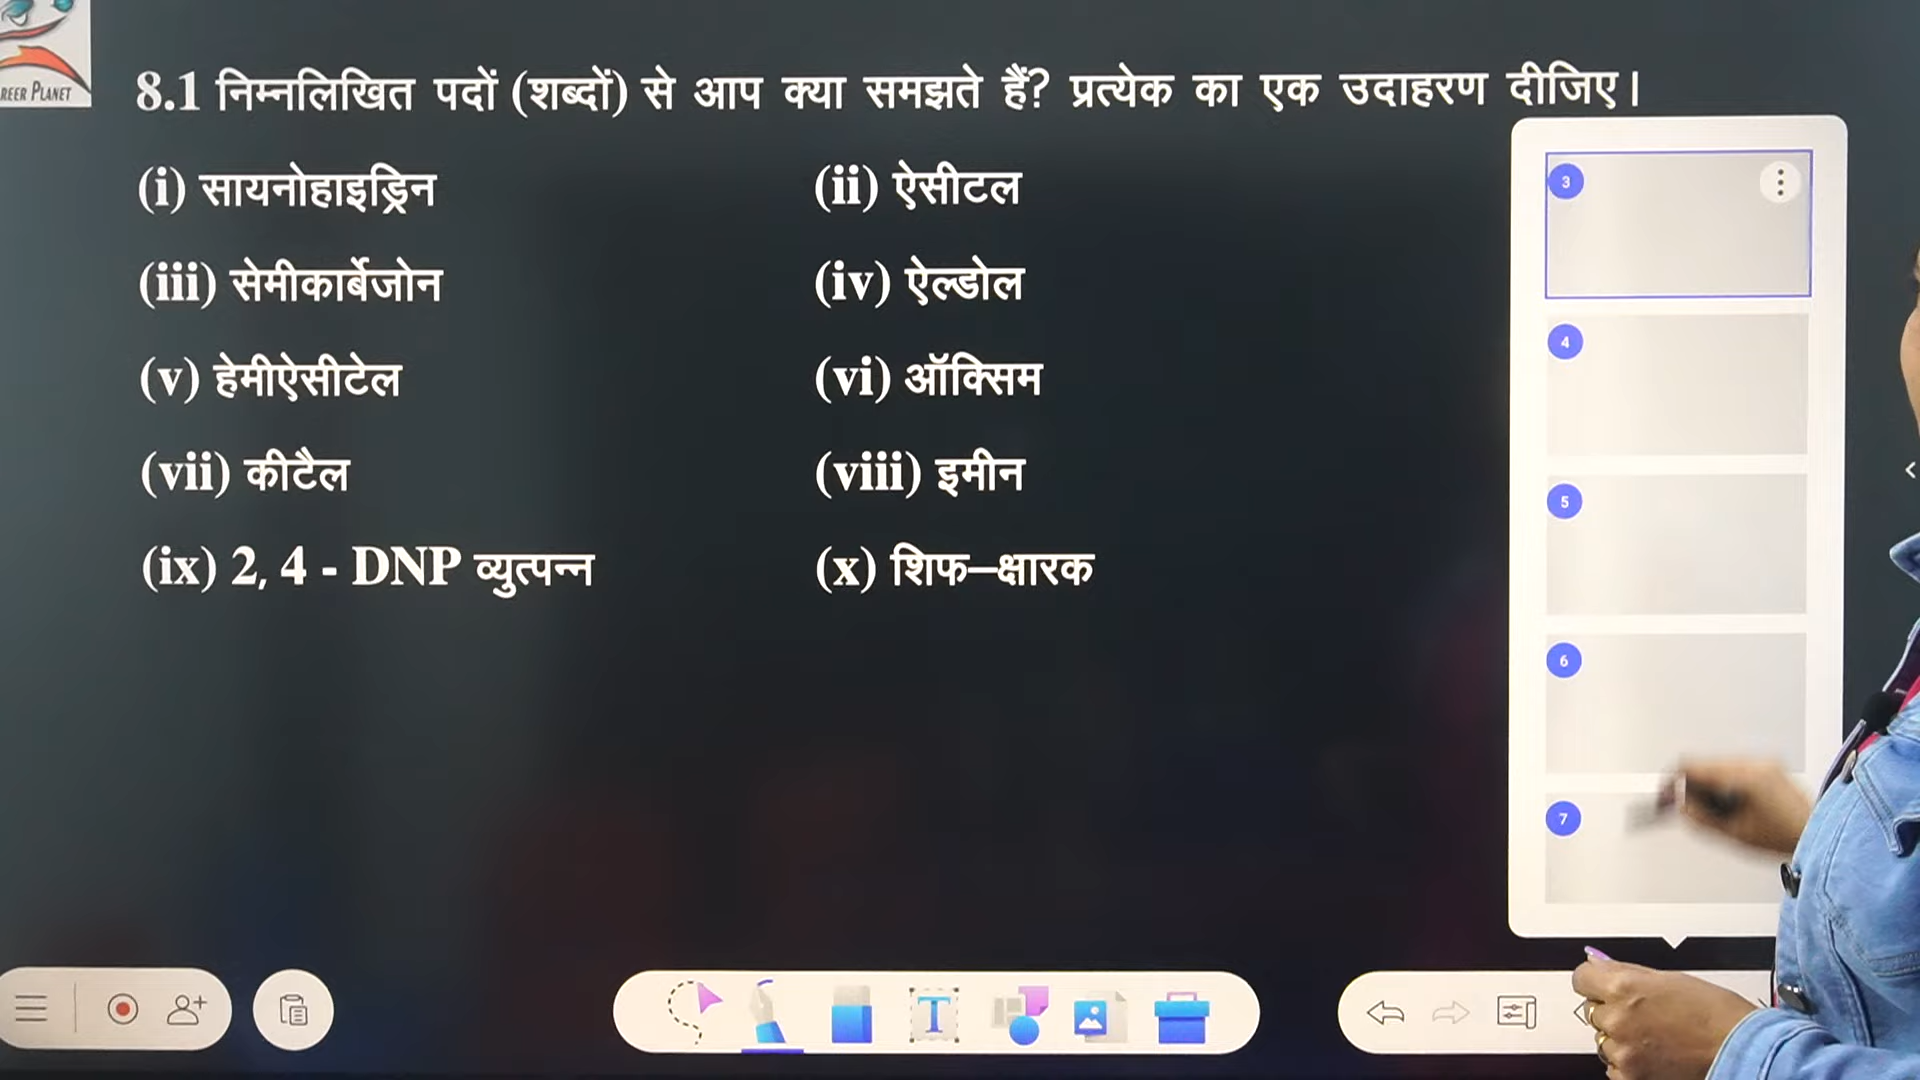 REER PLANET
8.1 निम्नलिखित पदों (शब्दों) से आप क्या समझते हैं? प्रत्येक का एक उदाहरण दीजिए।
(i) सायनोहाइड्रिन
(ii) ऐसीटल
(iii) सेमीकार्बेजोन
(iv) ऐल्डोल
(v) हेमीऐसीटेल
(vi) ऑक्सिम
(vii) कीटैल
(viii) इमीन
(ix) 2, 4 - DNP व्युत्पन्न
(x) शिफ–क्षारक
3
4
5
6
7
T